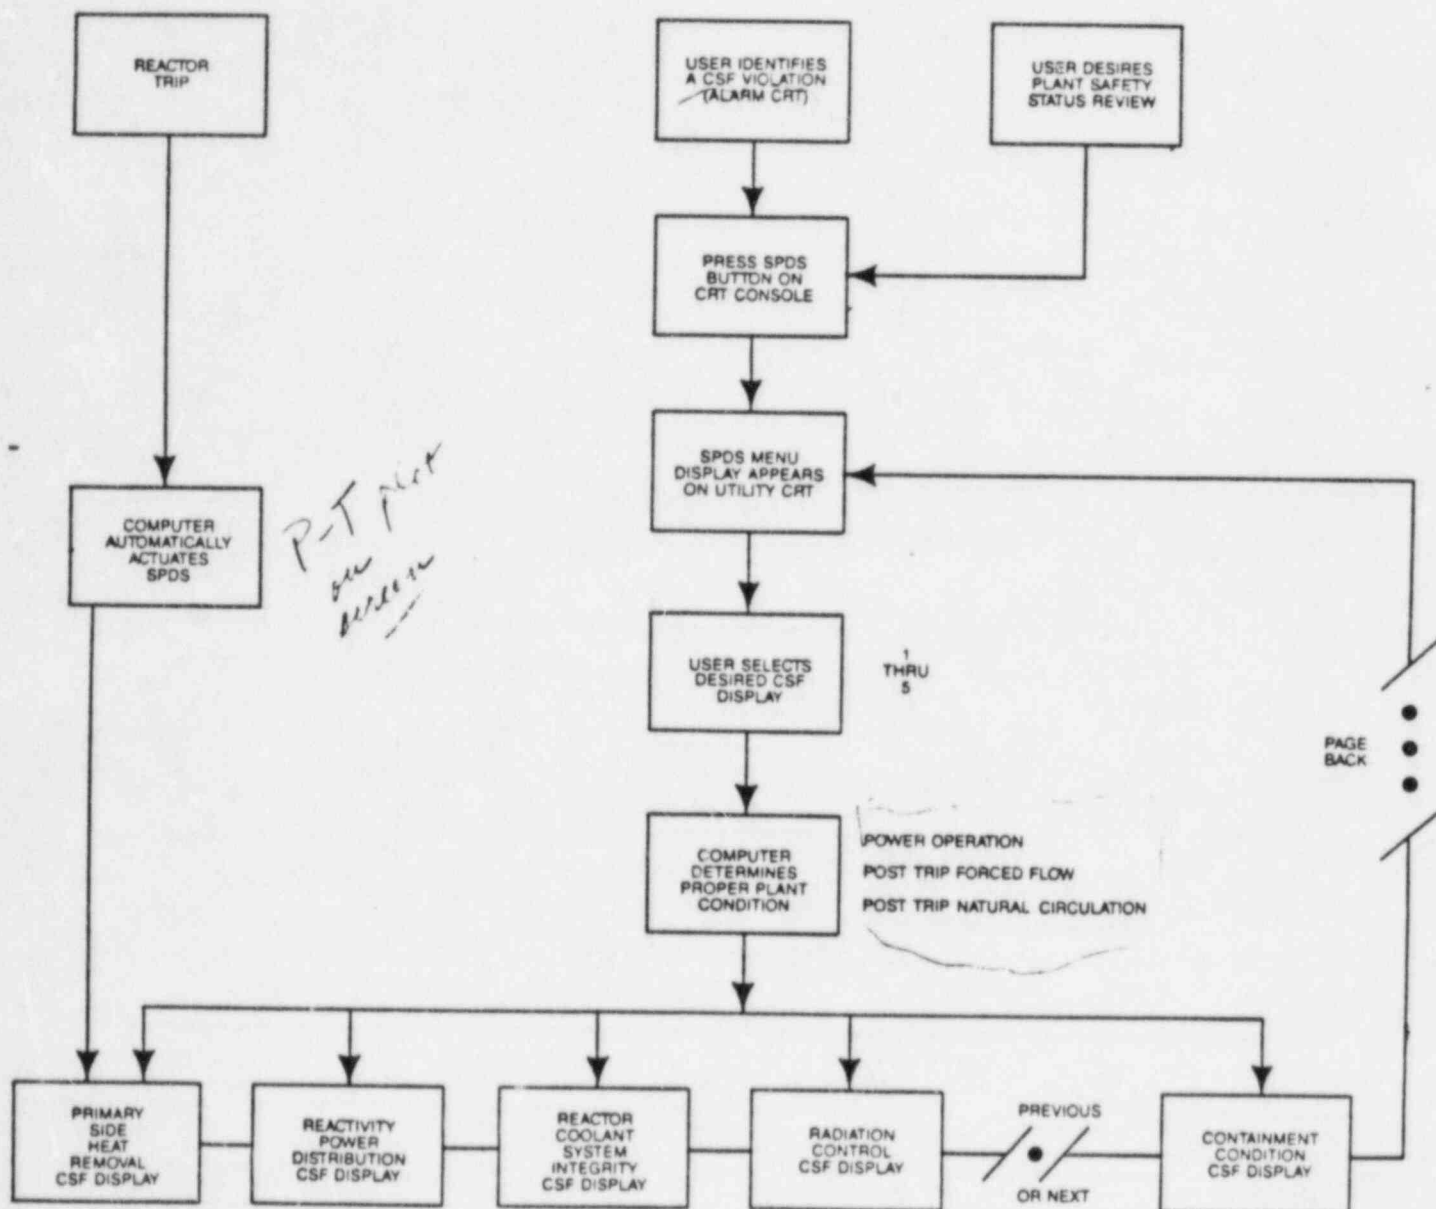 REACTOR
TRIP
USER IDENTIFIES
A CSF VIOLATION
(ALARM CRT)
USER DESIRES
PLANT SAFETY
STATUS REVIEW
PRESS SPDS
BUTTON ON
CRT CONSOLE
SPDS MENU
DISPLAY APPEARS
ON UTILITY CRT
COMPUTER
AUTOMATICALLY
ACTUATES
SPDS
P-T plot
on
screen
USER SELECTS
DESIRED CSF
DISPLAY
1
THRU
5
PAGE
BACK
COMPUTER
DETERMINES
PROPER PLANT
CONDITION
POWER OPERATION
POST TRIP FORCED FLOW
POST TRIP NATURAL CIRCULATION
PRIMARY
SIDE
HEAT
REMOVAL
CSF DISPLAY
REACTIVITY
POWER
DISTRIBUTION
CSF DISPLAY
REACTOR
COOLANT
SYSTEM
INTEGRITY
CSF DISPLAY
RADIATION
CONTROL
CSF DISPLAY
PREVIOUS
OR NEXT
CONTAINMENT
CONDITION
CSF DISPLAY